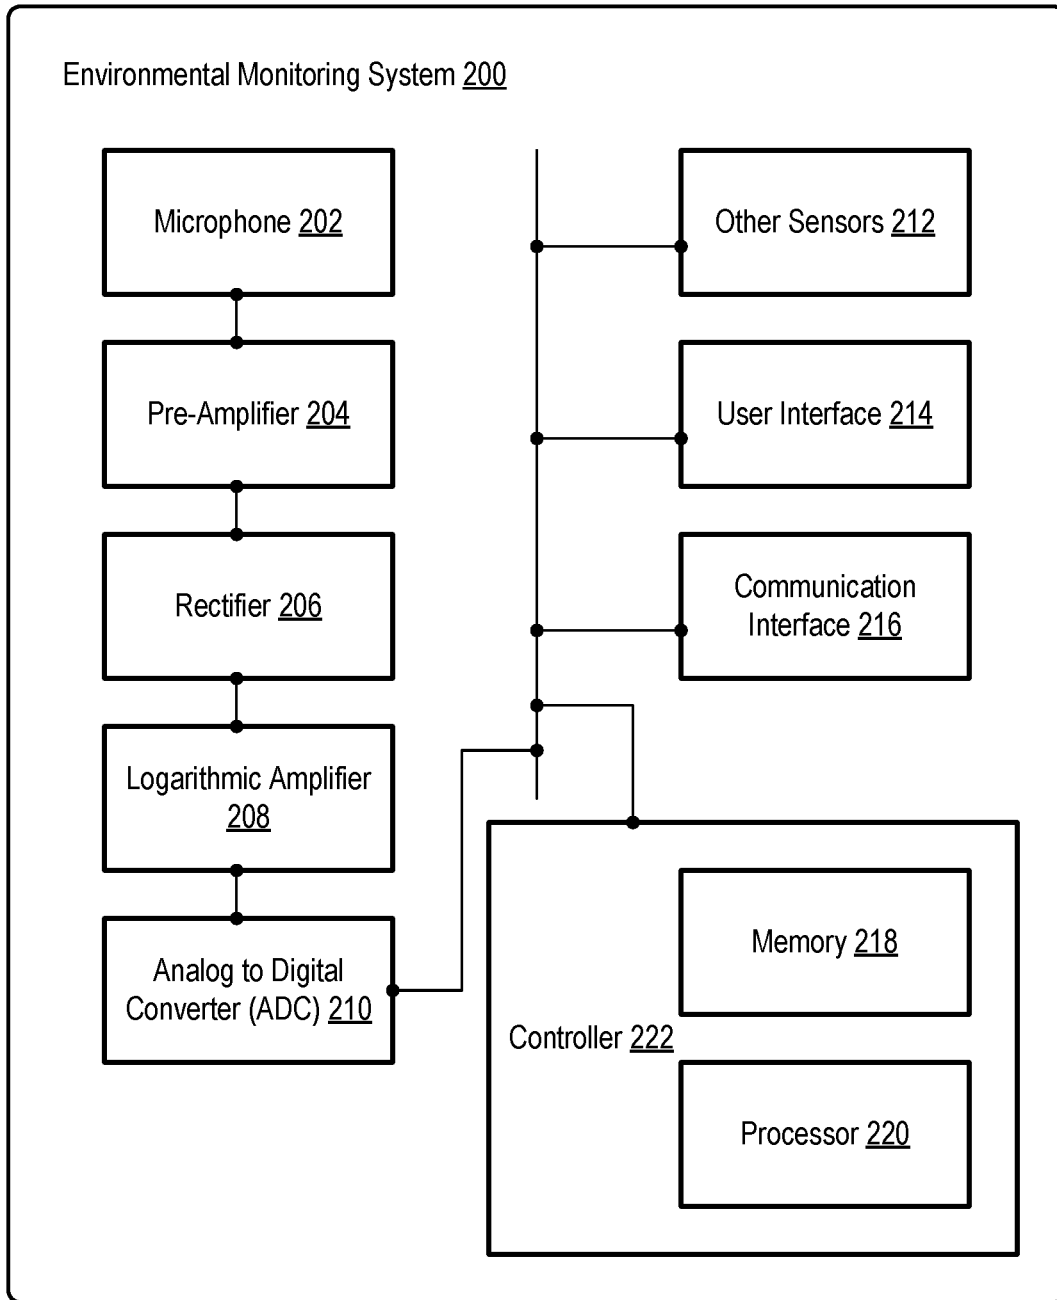 Environmental Monitoring System 200
Microphone 202
Pre-Amplifier 204
Rectifier 206
Logarithmic Amplifier
208
Analog to Digital
Converter (ADC) 210
Other Sensors 212
User Interface 214
Communication
Interface 216
Controller 222
Memory 218
Processor 220